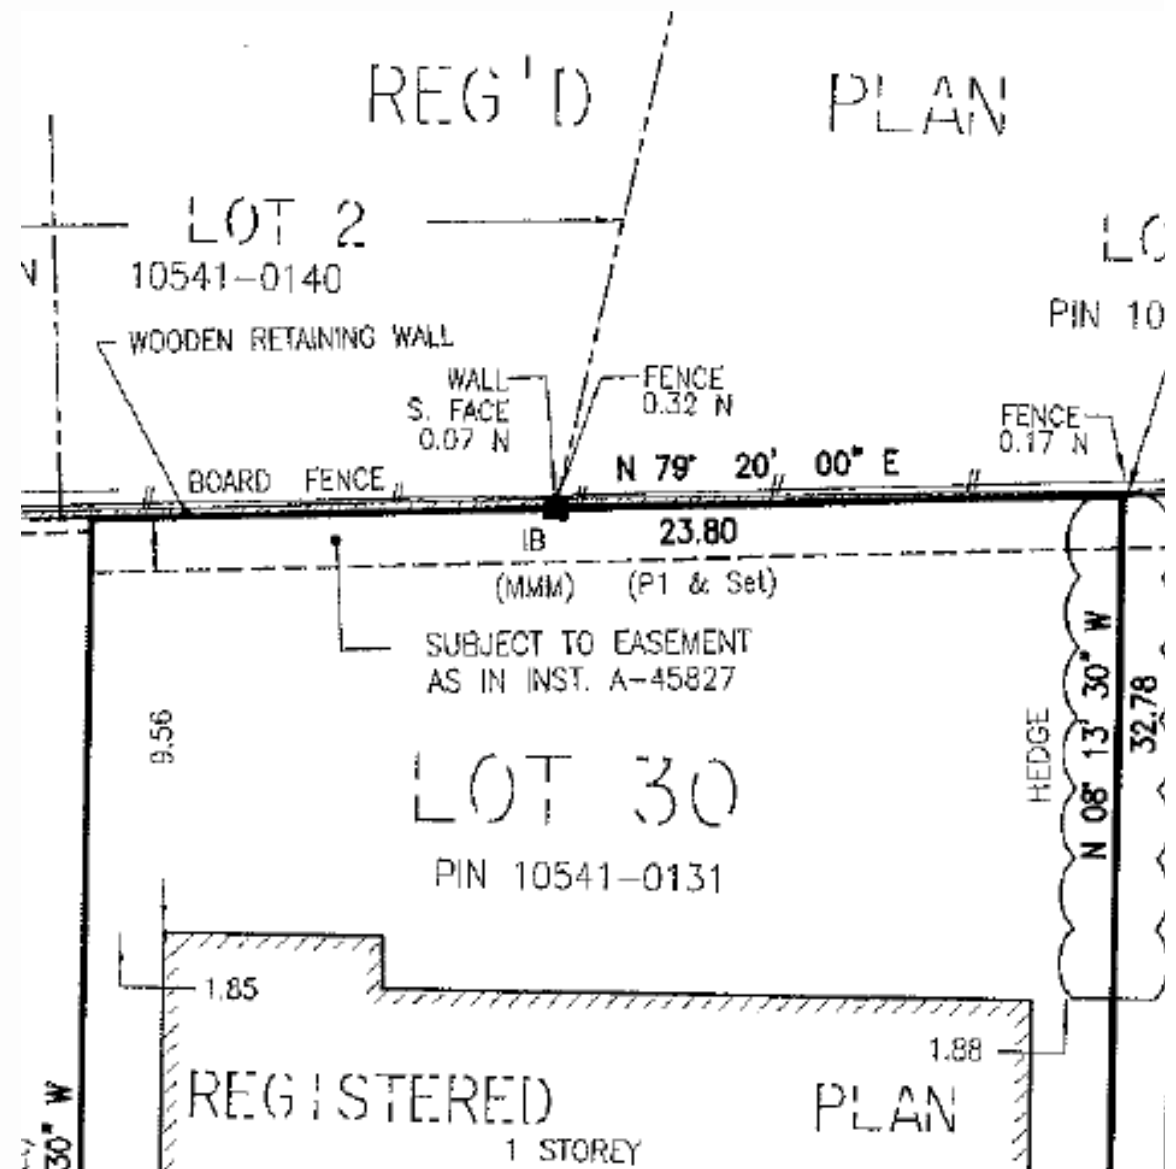 REG'D PLAN
LOT 2
10541-0140
PIN 10
WOODEN RETAINING WALL
WALL
S. FACE
0.07 N
FENCE
0.32 N
FENCE
0.17 N
BOARD FENCE
N 79° 20' 00" E
IB
23.80
(MMM) (P1 & Set)
SUBJECT TO EASEMENT
AS IN INST. A-45827
9.56
HEDGE
N 08° 13' 30" W
32.78
LOT 30
PIN 10541-0131
1.85
1.88
REGISTERED PLAN
1 STOREY
30" W